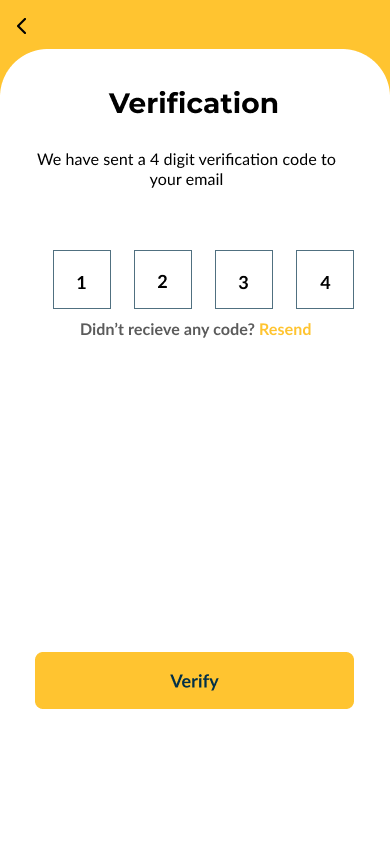 Verification
We have sent a 4 digit verification code to
your email
1 2 3 4
Didn't recieve any code? Resend
Verify